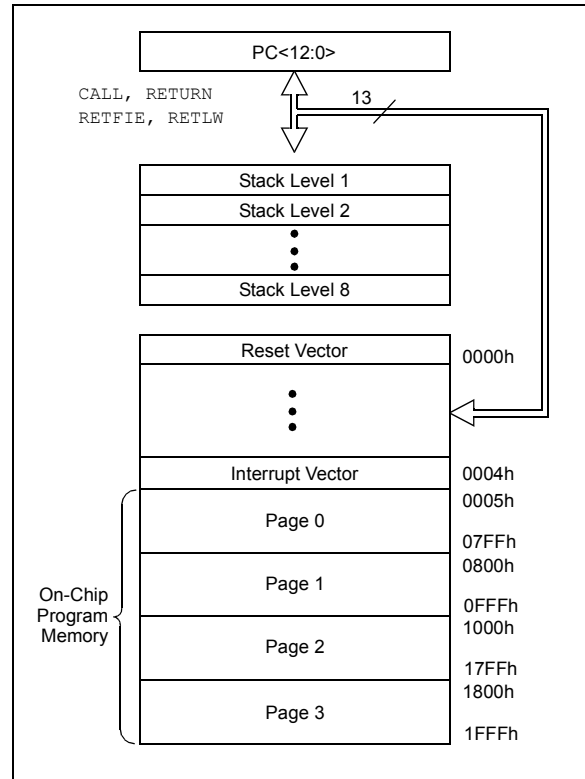 PC<12:0>
CALL, RETURN
RETFIE, RETLW
13
Stack Level 1
Stack Level 2
Stack Level 8
Reset Vector
0000h
Interrupt Vector
0004h
0005h
Page 0
07FFh
0800h
Page 1
0FFFh
1000h
Page 2
17FFh
1800h
Page 3
1FFFh
On-Chip
Program
Memory